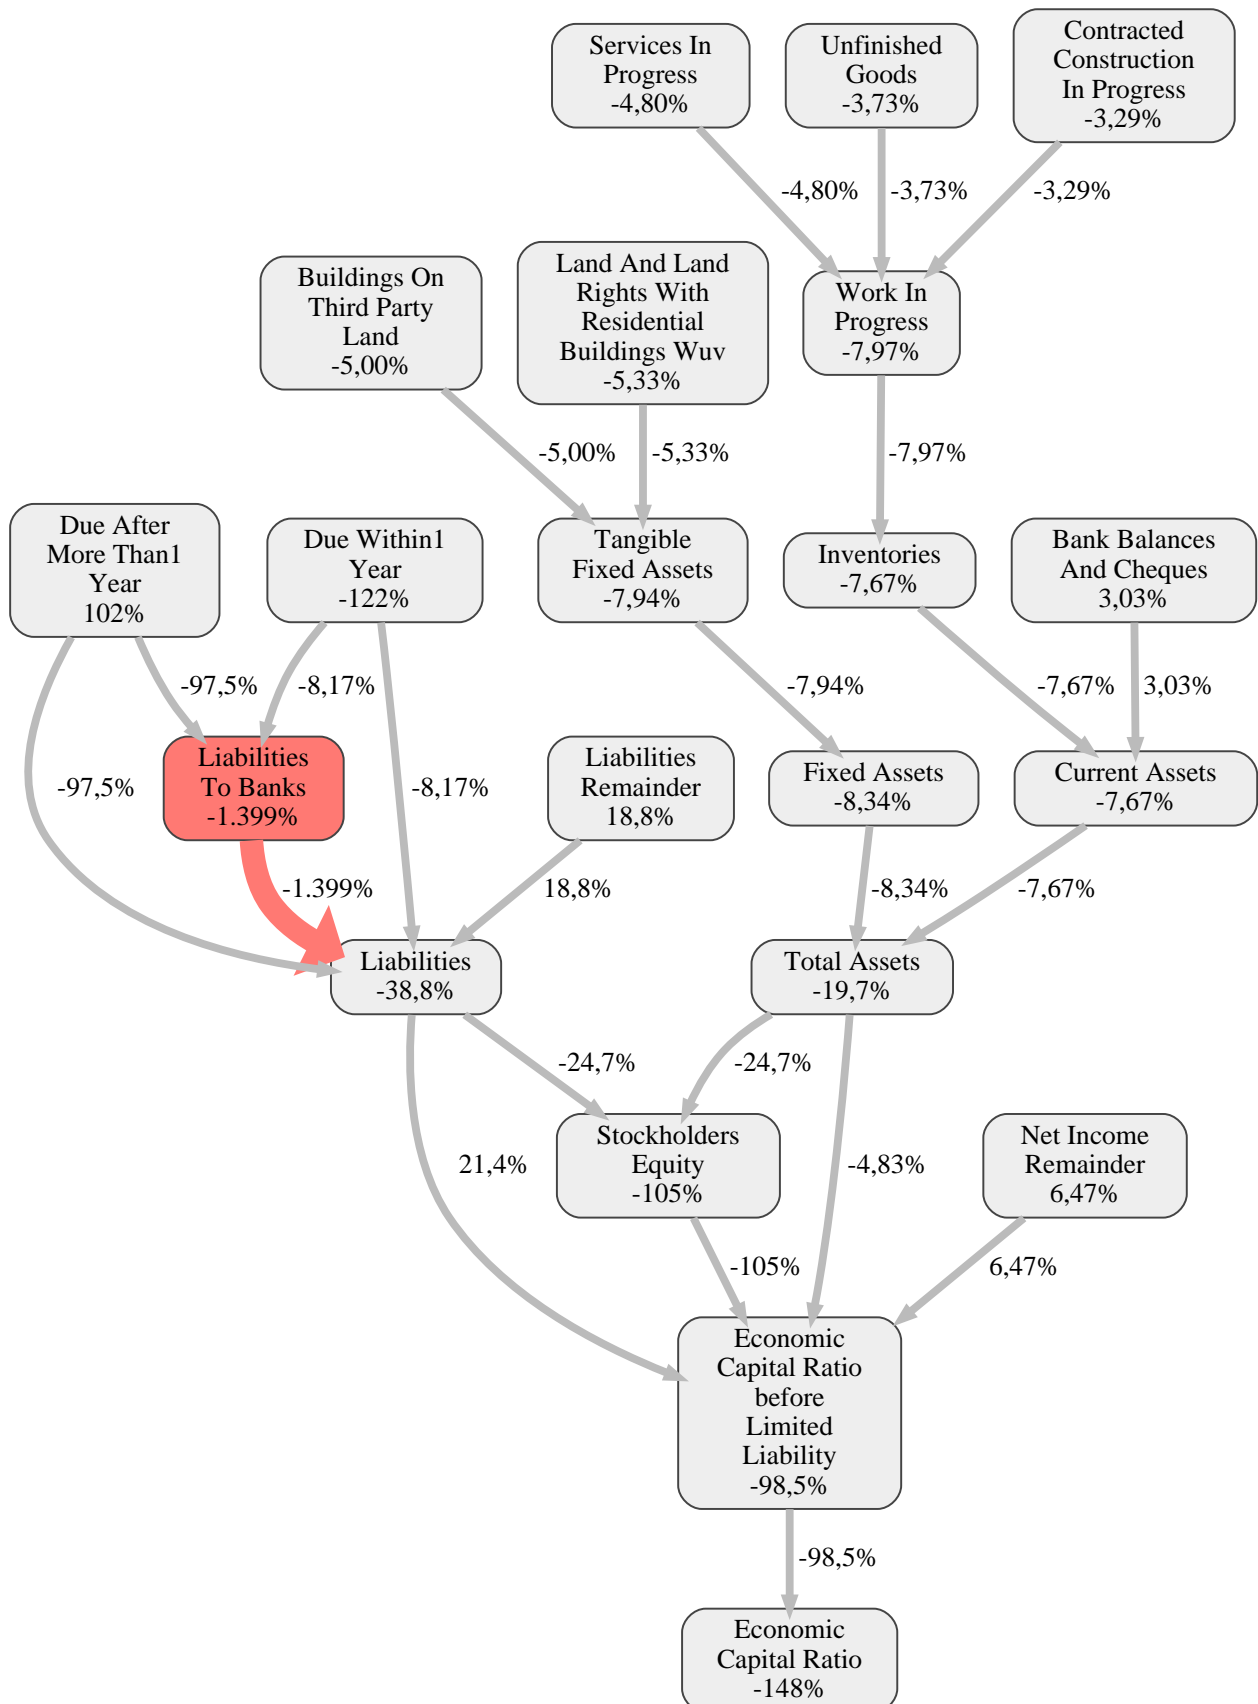 Services In
Progress
-4,80%
Unfinished
Goods
-3,73%
Contracted
Construction
In Progress
-3,29%
-4,80%
-3,73%
-3,29%
Buildings On
Third Party
Land
-5,00%
Land And Land
Rights With
Residential
Buildings Wuv
-5,33%
Work In
Progress
-7,97%
-5,00%
-5,33%
-7,97%
Due After
More Than1
Year
102%
Due Within1
Year
-122%
Tangible
Fixed Assets
-7,94%
Inventories
-7,67%
Bank Balances
And Cheques
3,03%
-97,5%
-8,17%
-7,94%
-7,67%
3,03%
-97,5%
Liabilities
To Banks
-1.399%
-8,17%
Liabilities
Remainder
18,8%
Fixed Assets
-8,34%
Current Assets
-7,67%
-1.399%
18,8%
-8,34%
-7,67%
Liabilities
-38,8%
Total Assets
-19,7%
-24,7%
-24,7%
21,4%
Stockholders
Equity
-105%
-4,83%
Net Income
Remainder
6,47%
-105%
6,47%
Economic
Capital Ratio
before
Limited
Liability
-98,5%
-98,5%
Economic
Capital Ratio
-148%